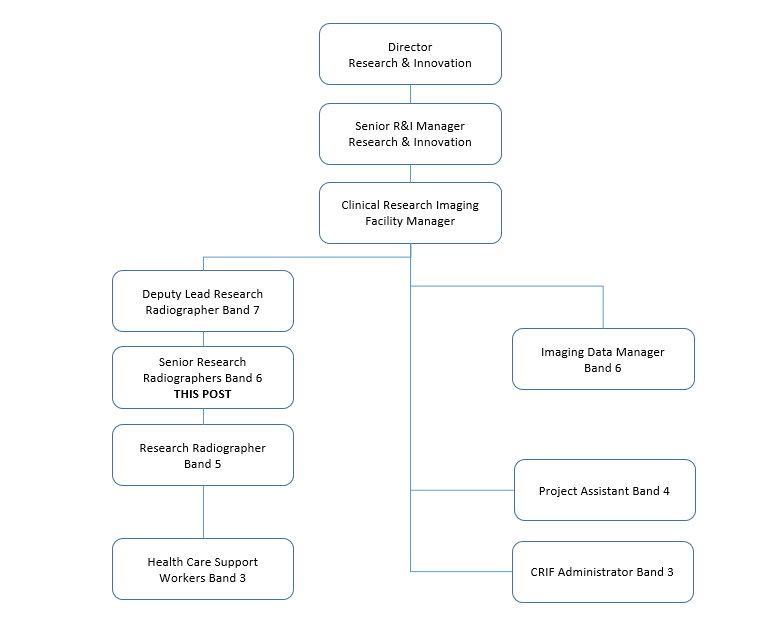 Director
Research & Innovation
Senior R&I Manager
Research & Innovation
Clinical Research Imaging
Facility Manager
Deputy Lead Research
Radiographer Band 7
Senior Research
Radiographers Band 6
THIS POST
Research Radiographer
Band 5
Health Care Support
Workers Band 3
Imaging Data Manager
Band 6
Project Assistant Band 4
CRIF Administrator Band 3